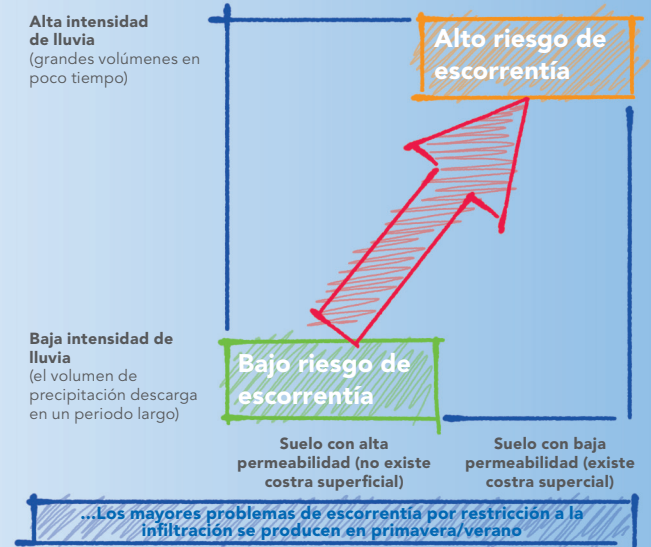 Alta intensidad
de lluvia
(grandes volúmenes en
poco tiempo)
Alto riesgo de
escorrentía
Baja intensidad de
lluvia
(el volumen de
precipitación descarga
en un periodo largo)
Bajo riesgo de
escorrentía
Suelo con alta
permeabilidad (no existe
costra superficial)
Suelo con baja
permeabilidad (existe
costra supercial)
...Los mayores problemas de escorrentía por restricción a la
infiltración se producen en primavera/verano